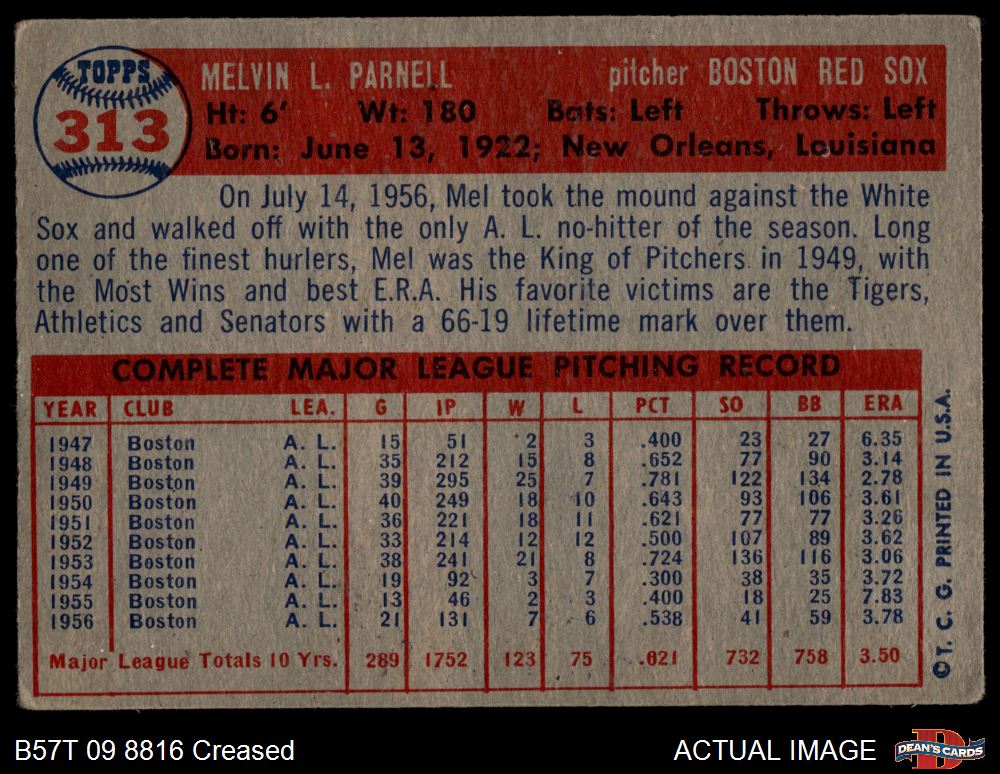 TOPPS
313
MELVIN L. PARNELL pitcher BOSTON RED SOX
Ht: 6' Wt: 180 Bats: Left Throws: Left
Born: June 13, 1922; New Orleans, Louisiana
On July 14, 1956, Mel took the mound against the White
Sox and walked off with the only A. L. no-hitter of the season. Long
one of the finest hurlers, Mel was the King of Pitchers in 1949, with
the Most Wins and best E.R.A. His favorite victims are the Tigers,
Athletics and Senators with a 66-19 lifetime mark over them.
COMPLETE MAJOR LEAGUE PITCHING RECORD
YEAR CLUB LEA. G IP W L PCT SO BB ERA
1947 Boston A. L. 15 51 2 3 .400 23 27 6.35
1948 Boston A. L. 35 212 15 8 .652 77 90 3.14
1949 Boston A. L. 39 295 25 7 .781 122 134 2.78
1950 Boston A. L. 40 249 18 10 .643 93 106 3.61
1951 Boston A. L. 36 221 18 11 .621 77 77 3.26
1952 Boston A. L. 33 214 12 12 .500 107 89 3.62
1953 Boston A. L. 38 241 21 8 .724 136 116 3.06
1954 Boston A. L. 19 92 3 7 .300 38 35 3.72
1955 Boston A. L. 13 46 2 3 .400 18 25 7.83
1956 Boston A. L. 21 131 7 6 .538 41 59 3.78
Major League Totals 10 Yrs. 289 1752 123 75 .621 732 758 3.50
©T. C. G. PRINTED IN U.S.A.
B57T 09 8816 Creased
ACTUAL IMAGE
DEAN'S CARDS